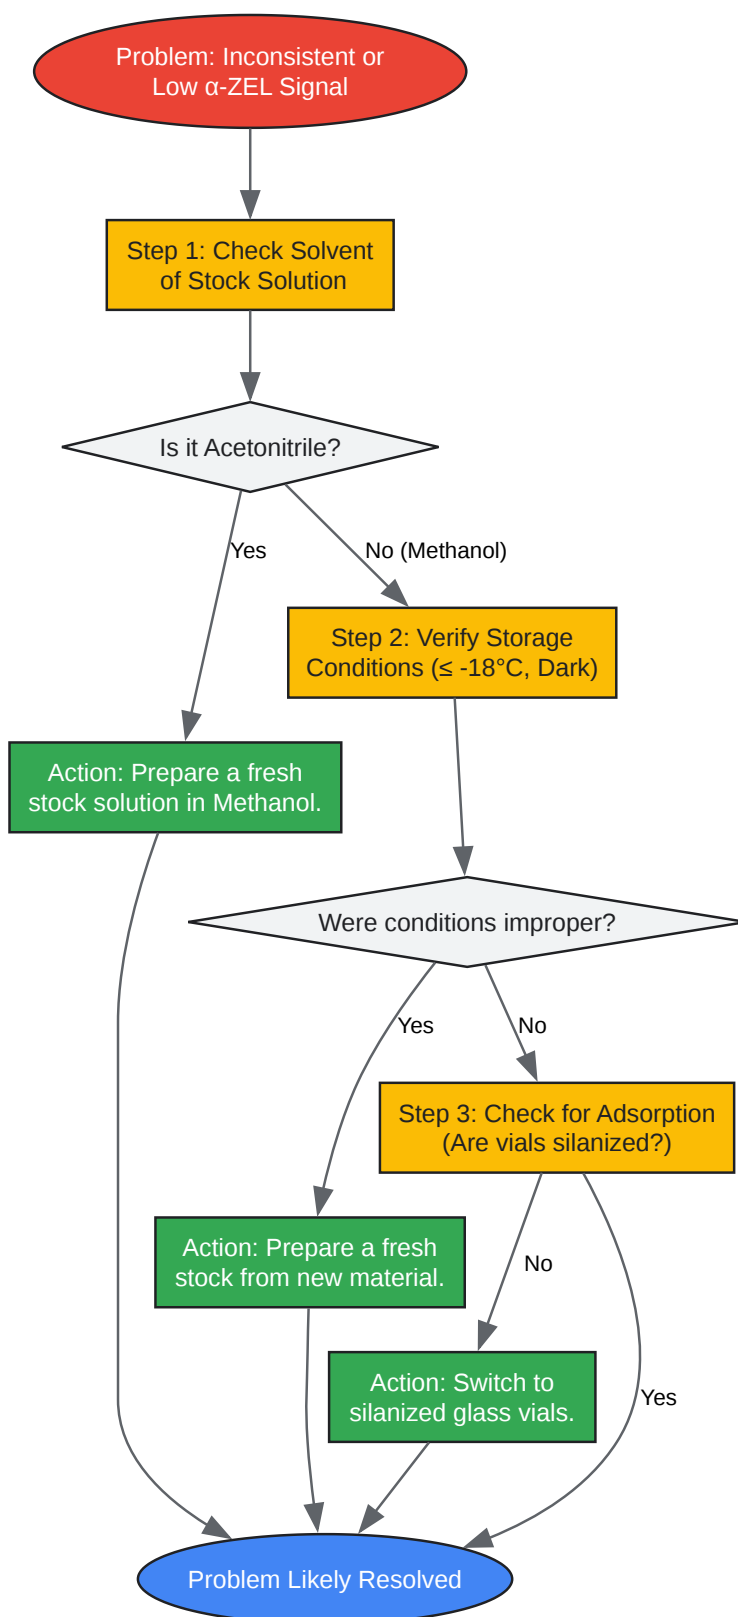 Problem: Inconsistent or
Low α-ZEL Signal
Step 1: Check Solvent
of Stock Solution
Is it Acetonitrile?
Yes
No (Methanol)
Step 2: Verify Storage
Conditions (≤ -18°C, Dark)
Action: Prepare a fresh
stock solution in Methanol.
Were conditions improper?
Yes
No
Step 3: Check for Adsorption
(Are vials silanized?)
Action: Prepare a fresh
stock from new material.
No
Action: Switch to
silanized glass vials.
Yes
Problem Likely Resolved